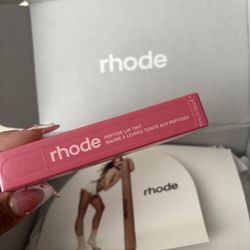 rhode
rhode
PEPTIDE LIP TINT
BAUME À LÈVRES TEINTÉ AUX PEPTIDES
rhode